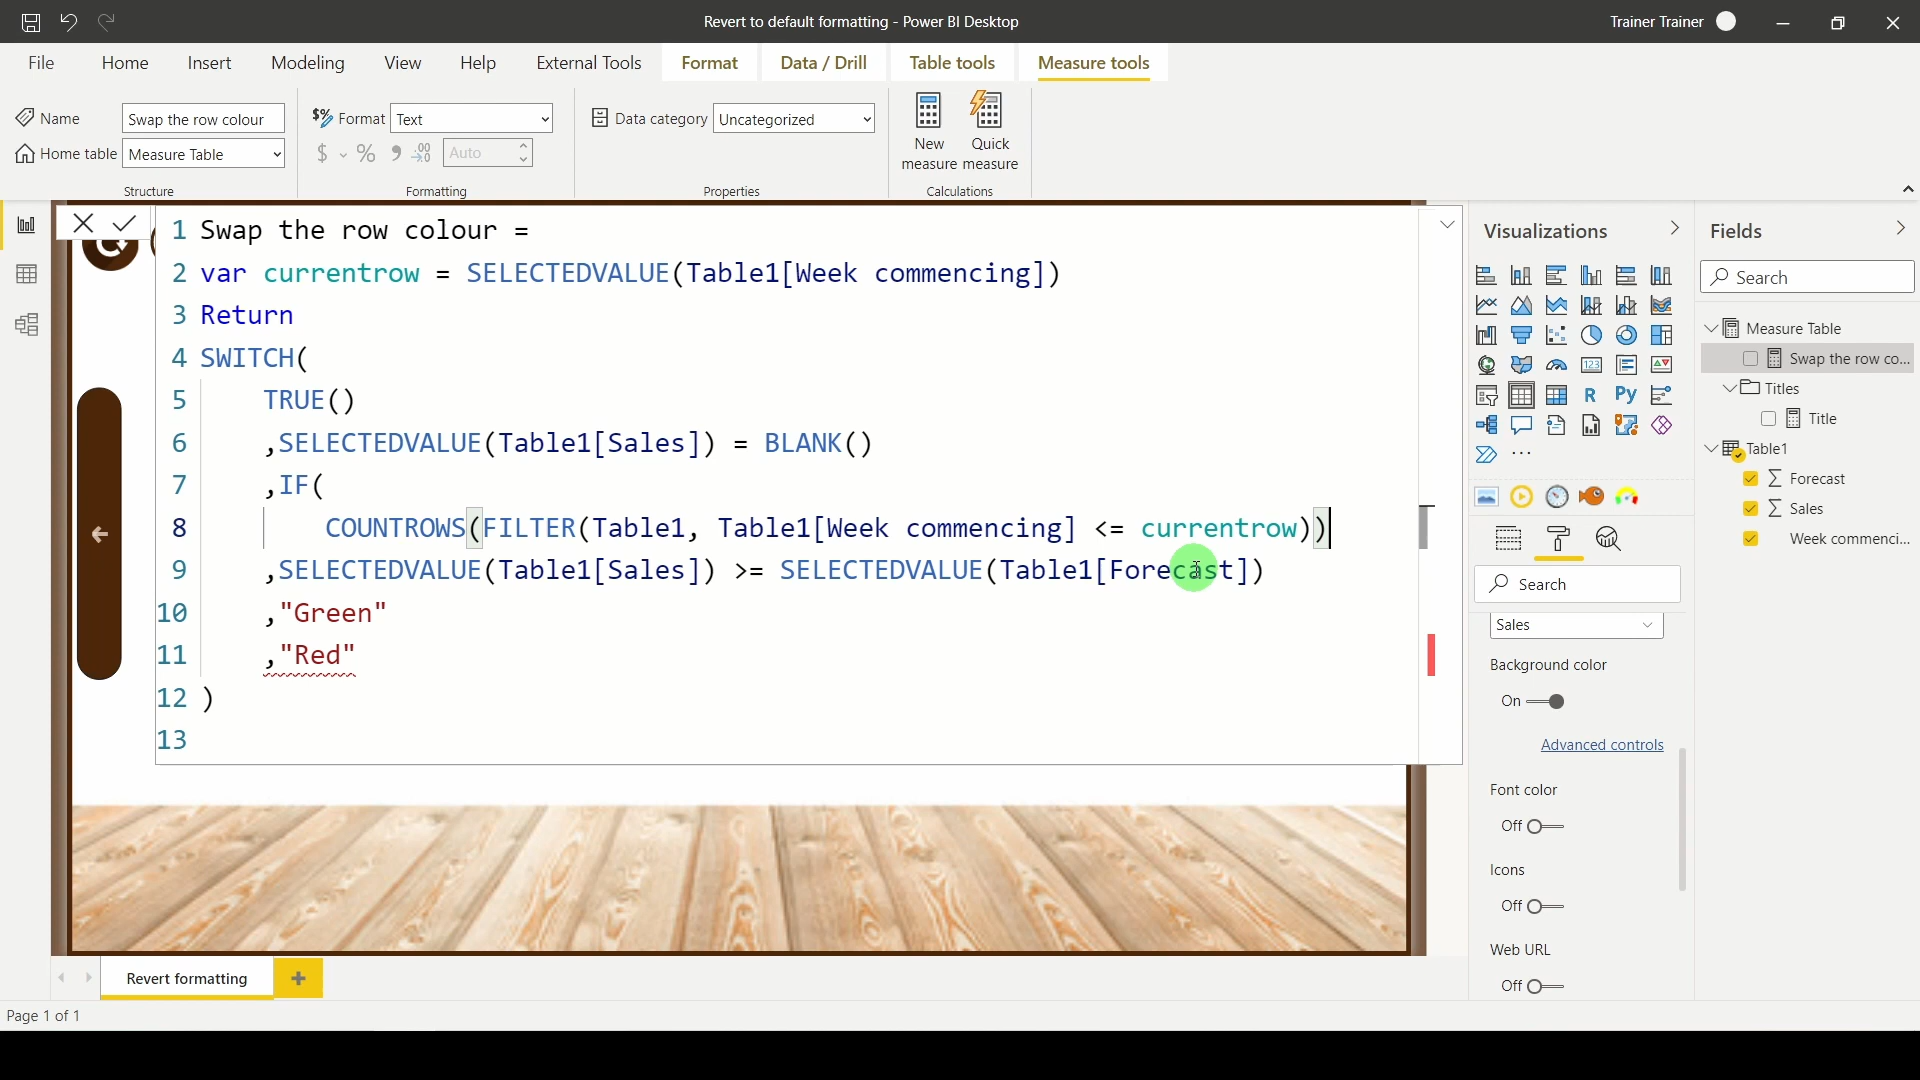 Revert to default formatting - Power BI Desktop
Trainer Trainer
File Home Insert Modeling View Help External Tools Format Data / Drill Table tools Measure tools
Name Swap the row colour
Home table Measure Table
Structure
$% Format Text
$ % 9 .00 Auto
Formatting
Data category Uncategorized
Properties
New measure
Quick measure
Calculations
1 Swap the row colour =
2 var currentrow = SELECTEDVALUE(Table1[Week commencing])
3 Return
4 SWITCH(
5 TRUE()
6 ,SELECTEDVALUE(Table1[Sales]) = BLANK()
7 ,IF(
8 COUNTROWS(FILTER(Table1, Table1[Week commencing] <= currentrow))
9 ,SELECTEDVALUE(Table1[Sales]) >= SELECTEDVALUE(Table1[Forecast])
10 ,"Green"
11 ,"Red"
12 )
13
Visualizations
123
R Py
...
Search
Sales
Background color
On
Advanced controls
Font color
Off
Icons
Off
Web URL
Off
Fields
Search
Measure Table
Swap the row co...
Titles
Title
Table1
Forecast
Sales
Week commenci...
Revert formatting
Page 1 of 1